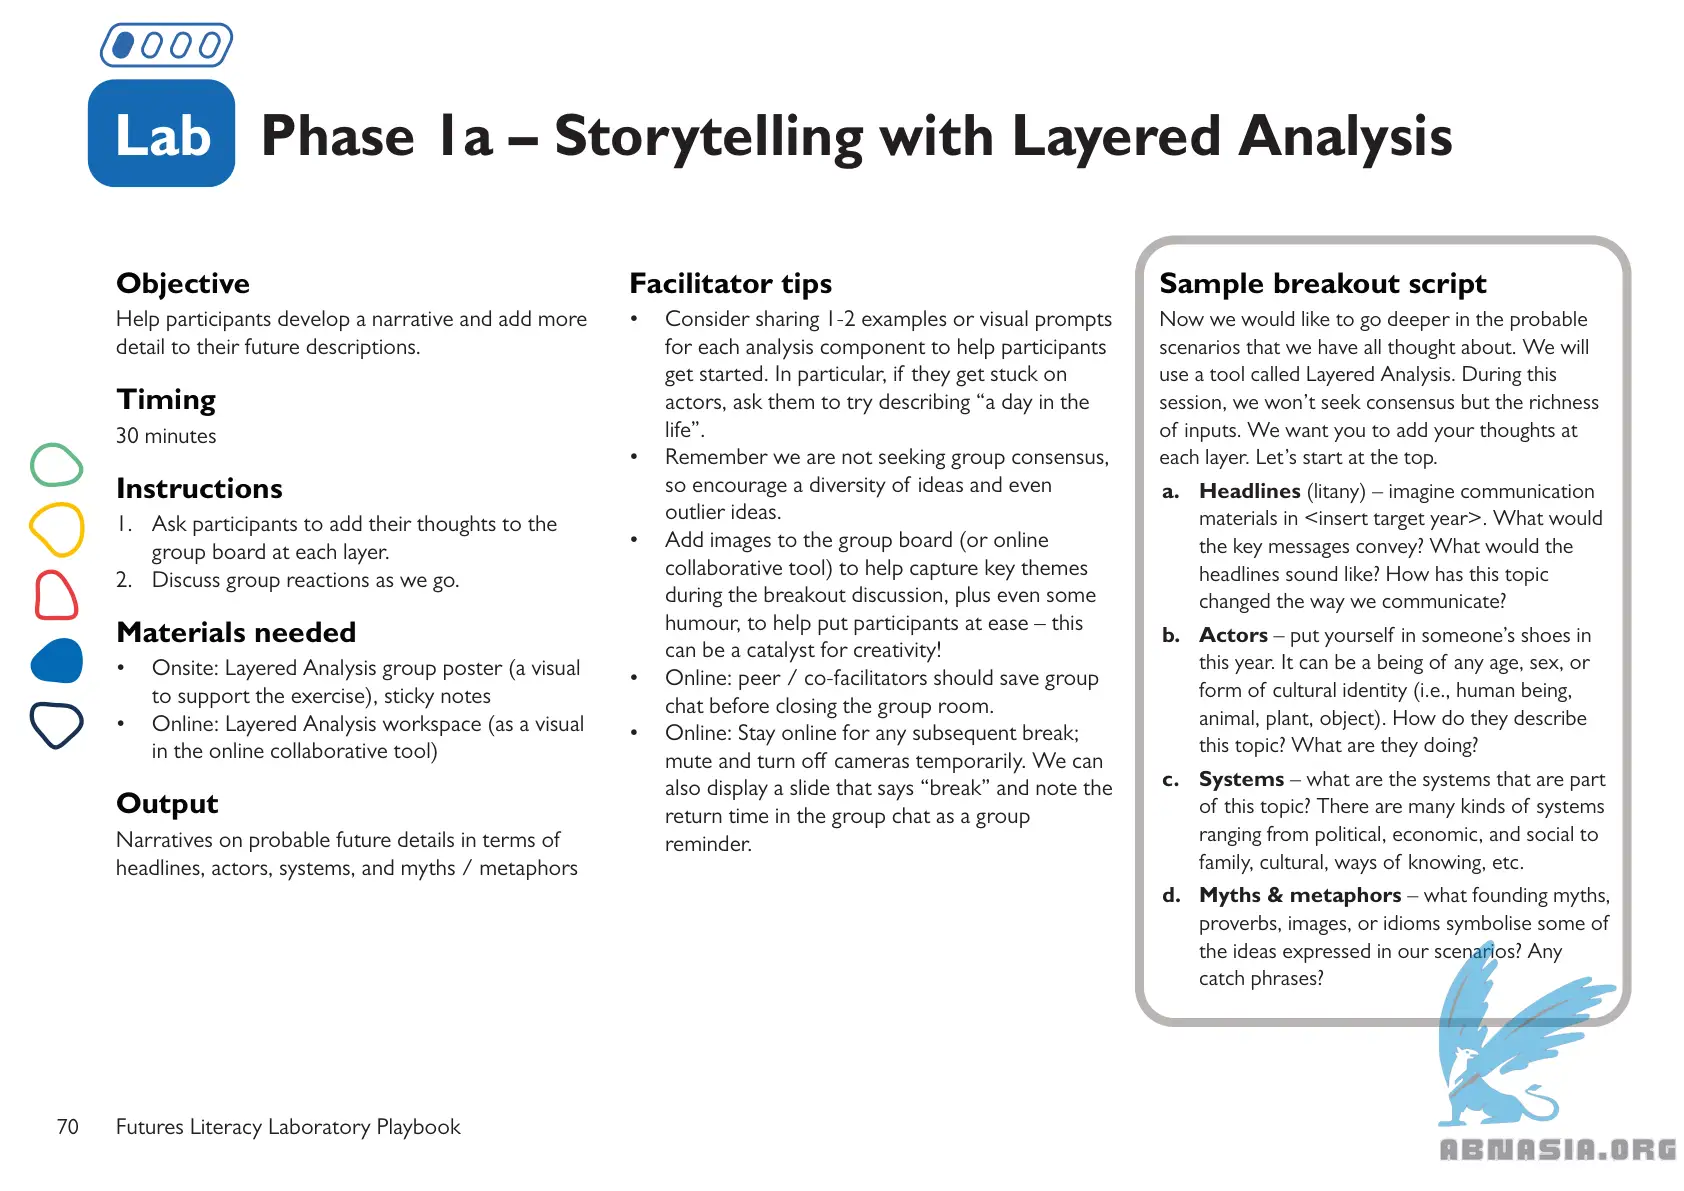 Lab
Phase 1a – Storytelling with Layered Analysis
Objective
Help participants develop a narrative and add more
detail to their future descriptions.
Timing
30 minutes
Instructions
1. Ask participants to add their thoughts to the
group board at each layer.
2. Discuss group reactions as we go.
Materials needed
• Onsite: Layered Analysis group poster (a visual
to support the exercise), sticky notes
• Online: Layered Analysis workspace (as a visual
in the online collaborative tool)
Output
Narratives on probable future details in terms of
headlines, actors, systems, and myths / metaphors
Facilitator tips
• Consider sharing 1-2 examples or visual prompts
for each analysis component to help participants
get started. In particular, if they get stuck on
actors, ask them to try describing “a day in the
life”.
• Remember we are not seeking group consensus,
so encourage a diversity of ideas and even
outlier ideas.
• Add images to the group board (or online
collaborative tool) to help capture key themes
during the breakout discussion, plus even some
humour, to help put participants at ease – this
can be a catalyst for creativity!
• Online: peer / co-facilitators should save group
chat before closing the group room.
• Online: Stay online for any subsequent break;
mute and turn off cameras temporarily. We can
also display a slide that says “break” and note the
return time in the group chat as a group
reminder.
Sample breakout script
Now we would like to go deeper in the probable
scenarios that we have all thought about. We will
use a tool called Layered Analysis. During this
session, we won’t seek consensus but the richness
of inputs. We want you to add your thoughts at
each layer. Let’s start at the top.
a. Headlines (litany) – imagine communication
materials in <insert target year>. What would
the key messages convey? What would the
headlines sound like? How has this topic
changed the way we communicate?
b. Actors – put yourself in someone’s shoes in
this year. It can be a being of any age, sex, or
form of cultural identity (i.e., human being,
animal, plant, object). How do they describe
this topic? What are they doing?
c. Systems – what are the systems that are part
of this topic? There are many kinds of systems
ranging from political, economic, and social to
family, cultural, ways of knowing, etc.
d. Myths & metaphors – what founding myths,
proverbs, images, or idioms symbolise some of
the ideas expressed in our scenarios? Any
catch phrases?
70 Futures Literacy Laboratory Playbook
ABNASIA.ORG